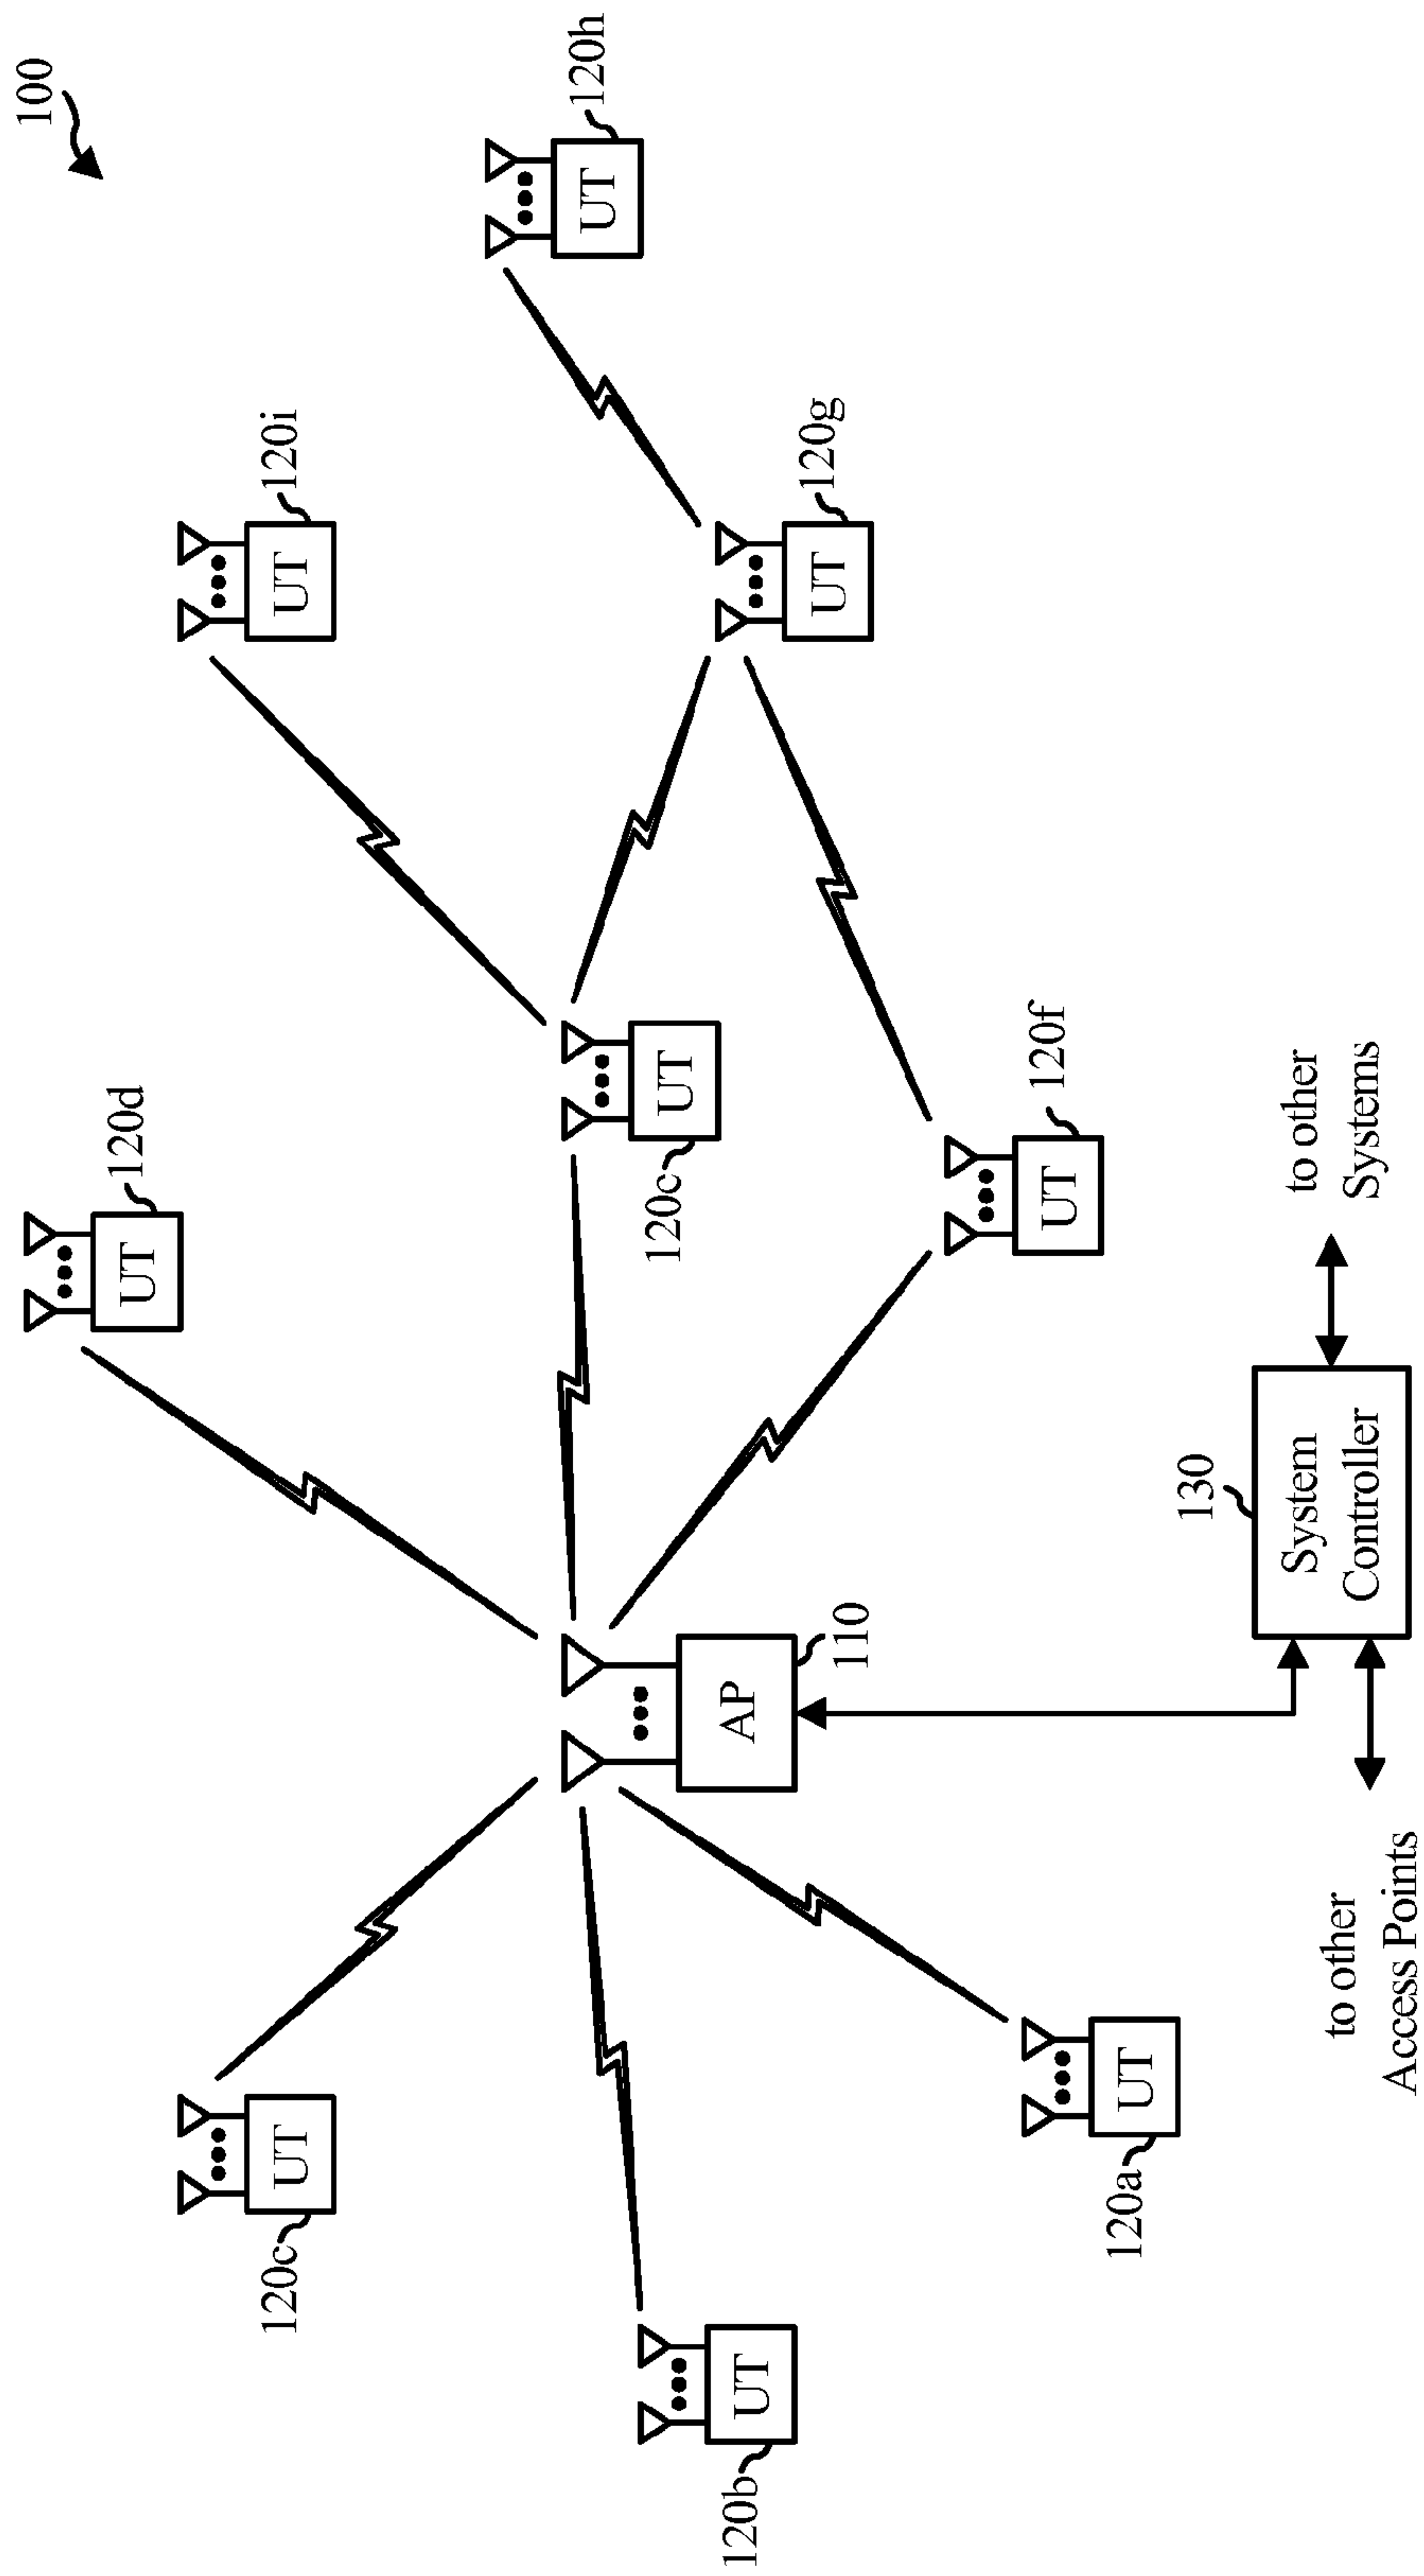 100
UT
120d
120c
UT
UT
120i
UT
120h
120c
UT
120b
UT
AP
110
UT
120g
UT
120f
120a
UT
130
System
Controller
to other
Systems
to other
Access Points